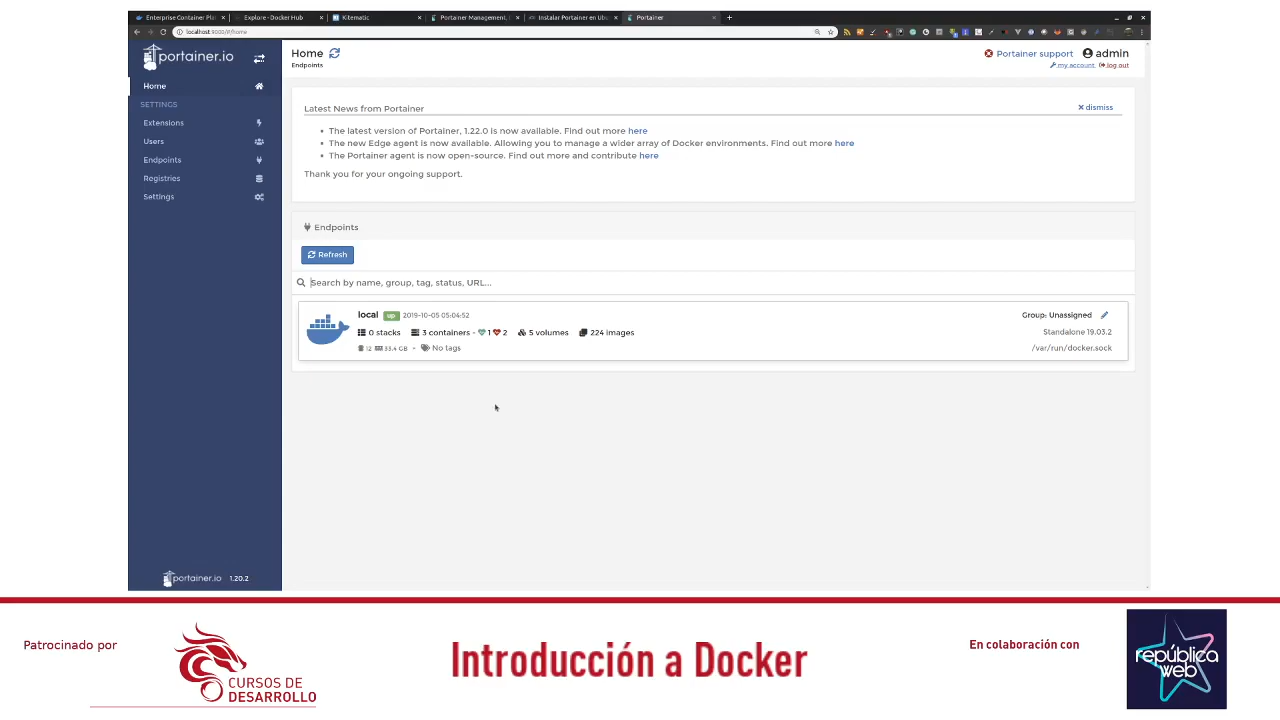 Enterprise Container Pla
Explore - Docker Hub
Kitematic
Portainer Management,
Instalar Portainer en Ubu
Portainer
localhost:9000/#/home
portainer.io
Home
Endpoints
Portainer support
admin
my account
log out
Home
SETTINGS
Extensions
Users
Endpoints
Registries
Settings
Latest News from Portainer
dismiss
The latest version of Portainer, 1.22.0 is now available. Find out more here
The new Edge agent is now available. Allowing you to manage a wider array of Docker environments. Find out more here
The Portainer agent is now open-source. Find out more and contribute here
Thank you for your ongoing support.
Endpoints
Refresh
Search by name, group, tag, status, URL...
local up 2019-10-05 05:04:52
Group: Unassigned
0 stacks 3 containers - 1 2 5 volumes 224 images
Standalone 19.03.2
12 33.4 GB - No tags
/var/run/docker.sock
portainer.io 1.20.2
Patrocinado por
CURSOS DE
DESARROLLO
Introducción a Docker
En colaboración con
república
web